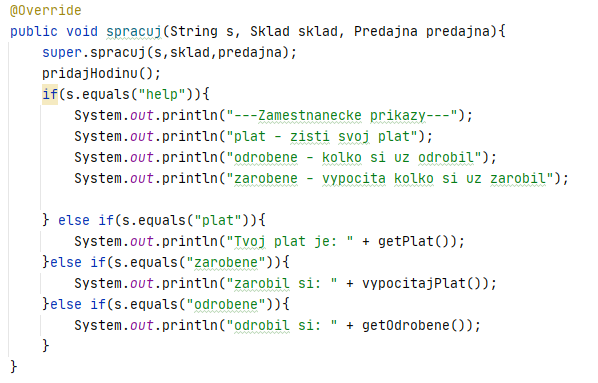 @Override
public void spracuj(String s, Sklad sklad, Predajna predajna){
    super.spracuj(s,sklad,predajna);
    pridajHodinu();
    if(s.equals("help")){
        System.out.println("---Zamestnanecke prikazy---");
        System.out.println("plat - zisti svoj plat");
        System.out.println("odrobene - kolko si uz odrobil");
        System.out.println("zarobene - vypocita kolko si uz zarobil");

    } else if(s.equals("plat")){
        System.out.println("Tvoj plat je: " + getPlat());
    }else if(s.equals("zarobene")){
        System.out.println("zarobil si: " + vypocitajPlat());
    }else if(s.equals("odrobene")){
        System.out.println("odrobil si: " + getOdrobene());
    }
}